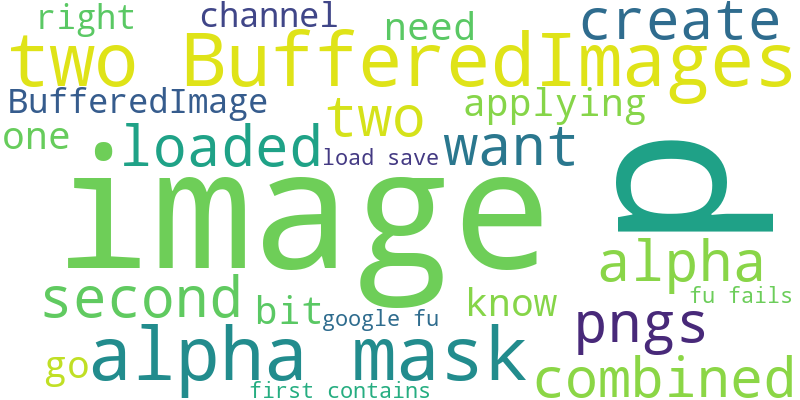 right channel need create
two BufferedImages
BufferedImage two applying
one loaded load save want
image p
second alpha
bit google fu know fu fails
go alpha mask pngs
first contains combined